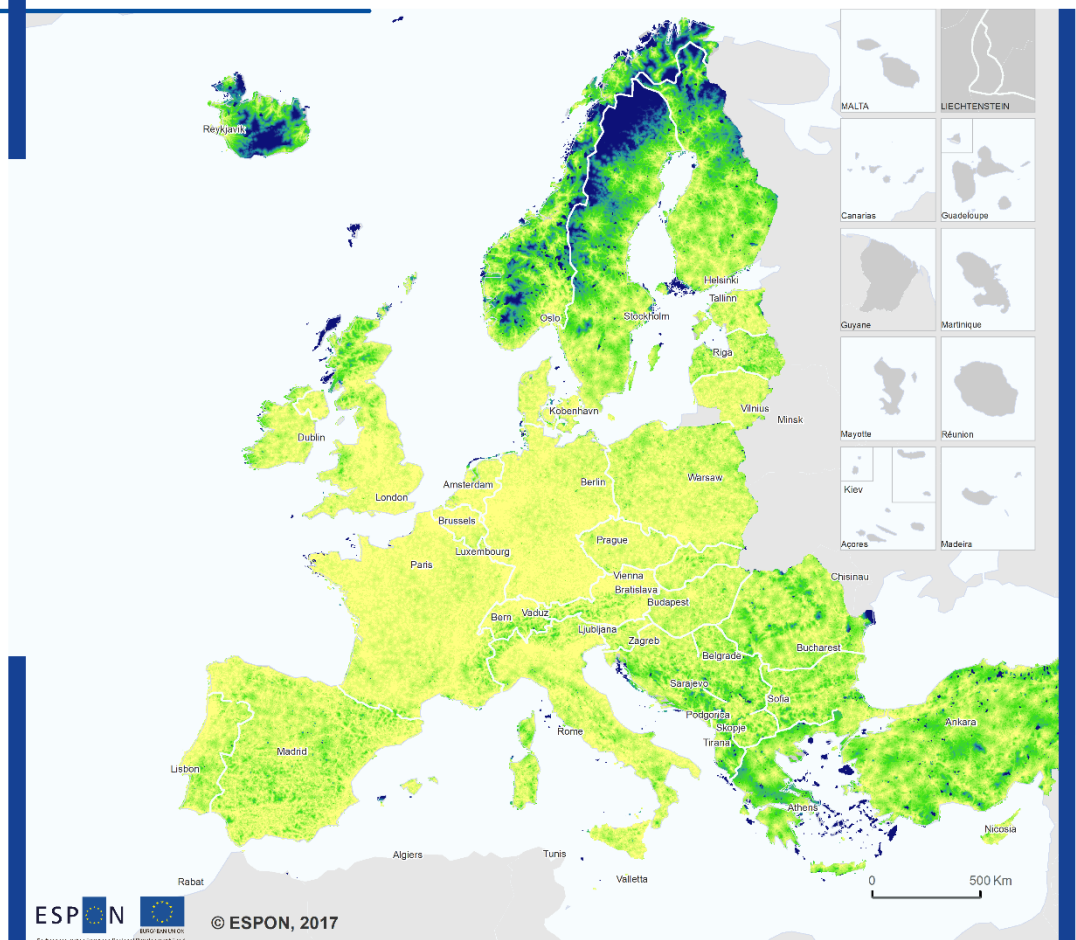 MALTA
LIECHTENSTEIN
Reykjavik
Canarias
Guadeloupe
Helsinki
Tallinn
Oslo
Stockholm
Guyane
Martinique
Riga
Kobenhavn
Vilnius
Minsk
Dublin
Mayotte
Réunion
Amsterdam
Berlin
Warsaw
London
Kiev
Brussels
Prague
Açores
Madeira
Luxembourg
Paris
Vienna
Chisinau
Bratislava
Budapest
Bern
Vaduz
Ljubljana
Zagreb
Bucharest
Belgrade
Sarajevo
Sofia
Podgorica
Ankara
Skopje
Rome
Tirana
Madrid
Lisbon
Athens
Nicosia
Algiers
Tunis
Valletta
Rabat
0 500 Km
ESPON
EUROPEAN UNION
© ESPON, 2017